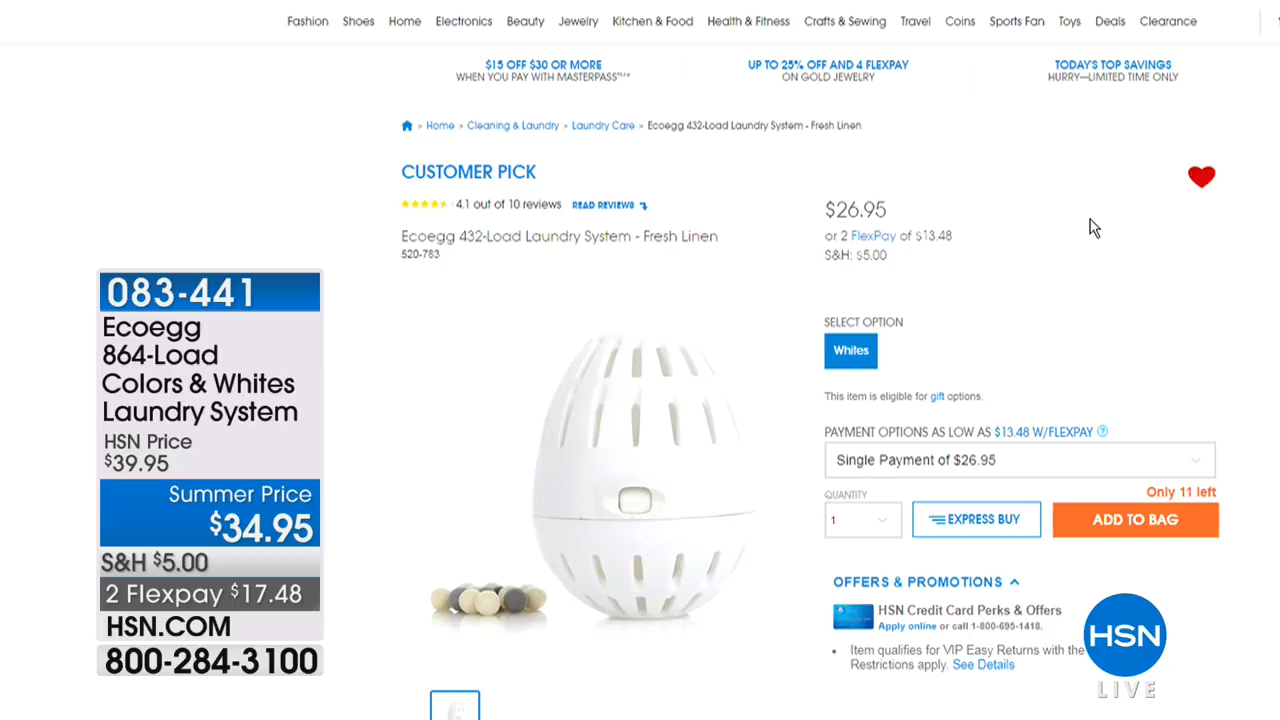 Fashion Shoes Home Electronics Beauty Jewelry Kitchen & Food Health & Fitness Crafts & Sewing Travel Coins Sports Fan Toys Deals Clearance
$15 OFF $30 OR MORE
WHEN YOU PAY WITH MASTERPASS
UP TO 25% OFF AND 4 FLEXPAY
ON GOLD JEWELRY
TODAY'S TOP SAVINGS
HURRY—LIMITED TIME ONLY
> Home > Cleaning & Laundry > Laundry Care > Ecoegg 432-Load Laundry System - Fresh Linen
CUSTOMER PICK
4.1 out of 10 reviews READ REVIEWS
Ecoegg 432-Load Laundry System - Fresh Linen
520-783
$26.95
or 2 FlexPay of $13.48
S&H: $5.00
SELECT OPTION
Whites
This item is eligible for gift options.
PAYMENT OPTIONS AS LOW AS $13.48 W/FLEXPAY ?
Single Payment of $26.95
Only 11 left
QUANTITY
1
EXPRESS BUY
ADD TO BAG
OFFERS & PROMOTIONS
HSN Credit Card Perks & Offers
Apply online or call 1-800-695-1418.
• Item qualifies for VIP Easy Returns with the
Restrictions apply. See Details
083-441
Ecoegg
864-Load
Colors & Whites
Laundry System
HSN Price
$39.95
Summer Price
$34.95
S&H $5.00
2 Flexpay $17.48
HSN.COM
800-284-3100
HSN
LIVE